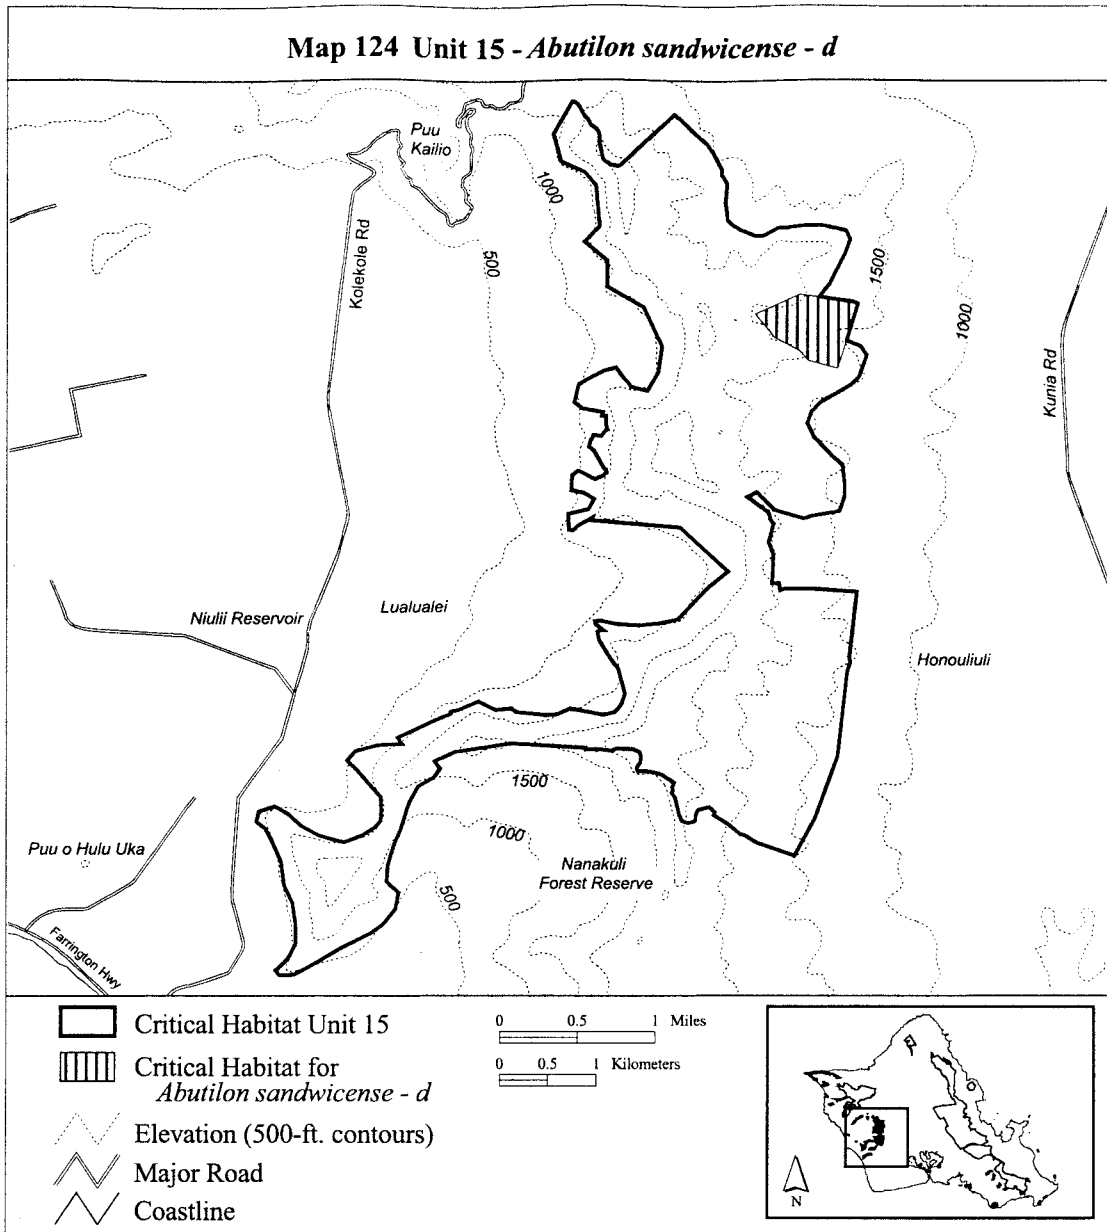 Map 124 Unit 15 - Abutilon sandwicense - d
Puu
Kailio
1000
Kolekole Rd
500
1500
1000
Kunia Rd
Niulii Reservoir
Lualualei
Honouliuli
1500
1000
Puu o Hulu Uka
Nanakuli
Forest Reserve
500
Farrington Hwy
Critical Habitat Unit 15
Critical Habitat for
Abutilon sandwicense - d
Elevation (500-ft. contours)
Major Road
Coastline
0 0.5 1 Miles
0 0.5 1 Kilometers
N